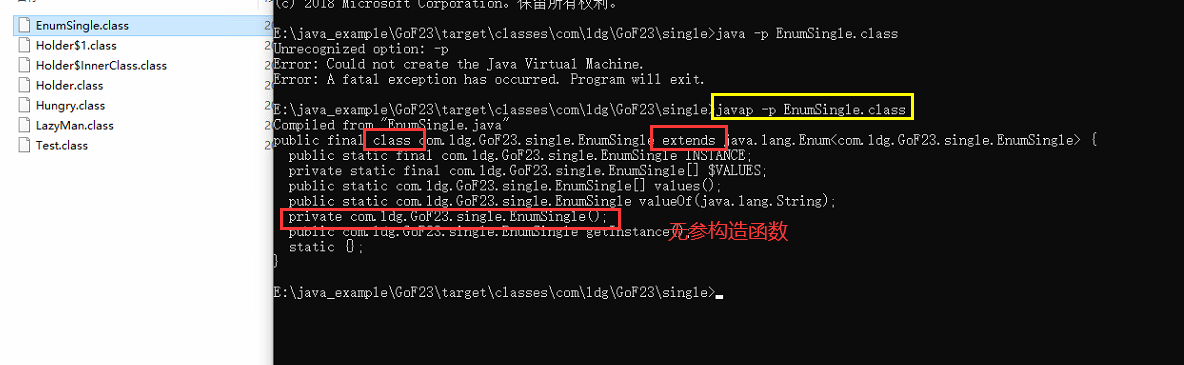 EnumSingle.class
Holder$1.class
Holder$InnerClass.class
Holder.class
Hungry.class
LazyMan.class
Test.class
(c) 2018 Microsoft Corporation。保留所有权利。
E:\java_example\GoF23\target\classes\com\ldg\GoF23\single>java -p EnumSingle.class
Unrecognized option: -p
Error: Could not create the Java Virtual Machine.
Error: A fatal exception has occurred. Program will exit.
E:\java_example\GoF23\target\classes\com\ldg\GoF23\single>javap -p EnumSingle.class
Compiled from "EnumSingle.java"
public final class com.ldg.GoF23.single.EnumSingle extends java.lang.Enum<com.ldg.GoF23.single.EnumSingle> {
  public static final com.ldg.GoF23.single.EnumSingle INSTANCE;
  private static final com.ldg.GoF23.single.EnumSingle[] $VALUES;
  public static com.ldg.GoF23.single.EnumSingle[] values();
  public static com.ldg.GoF23.single.EnumSingle valueOf(java.lang.String);
  private com.ldg.GoF23.single.EnumSingle();
  public com.ldg.GoF23.single.EnumSingle getInstance();
无参构造函数
  static {};
}
E:\java_example\GoF23\target\classes\com\ldg\GoF23\single>